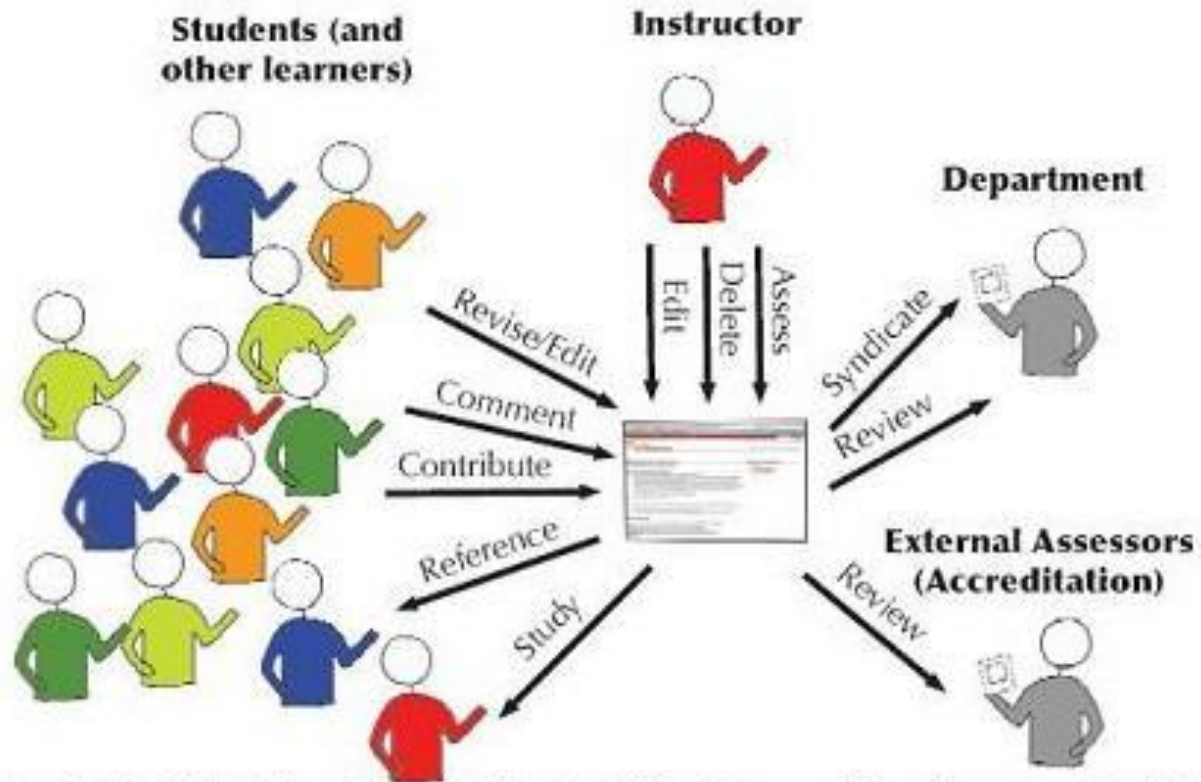 Students (and
other learners)
Instructor
Department
Revise/Edit
Comment
Contribute
Reference
Study
Edit
Delete
Assess
Syndicate
Review
External Assessors
(Accreditation)
Review